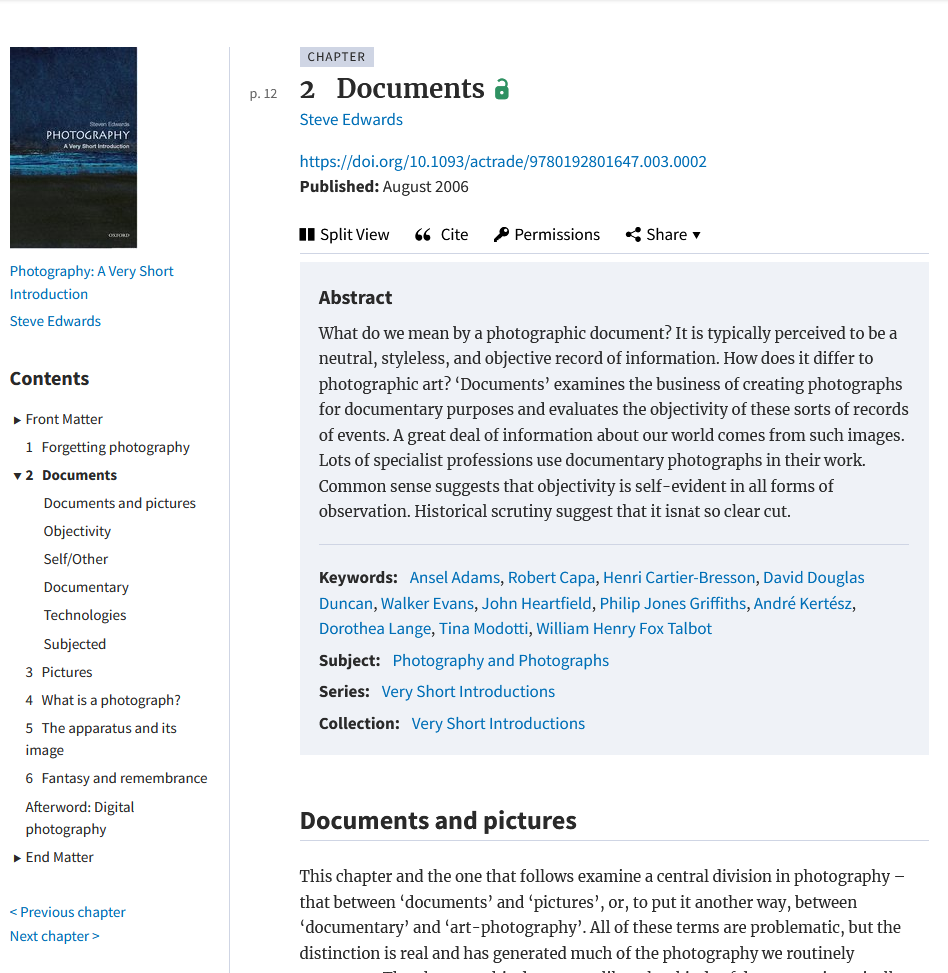 Steven Edwards
PHOTOGRAPHY
A Very Short Introduction
OXFORD
Photography: A Very Short
Introduction
Steve Edwards
Contents
Front Matter
1 Forgetting photography
2 Documents
Documents and pictures
Objectivity
Self/Other
Documentary
Technologies
Subjected
3 Pictures
4 What is a photograph?
5 The apparatus and its
image
6 Fantasy and remembrance
Afterword: Digital
photography
End Matter
< Previous chapter
Next chapter >
CHAPTER
p. 12
2 Documents
Steve Edwards
https://doi.org/10.1093/actrade/9780192801647.003.0002
Published: August 2006
Split View Cite Permissions Share
Abstract
What do we mean by a photographic document? It is typically perceived to be a
neutral, styleless, and objective record of information. How does it differ to
photographic art? ‘Documents’ examines the business of creating photographs
for documentary purposes and evaluates the objectivity of these sorts of records
of events. A great deal of information about our world comes from such images.
Lots of specialist professions use documentary photographs in their work.
Common sense suggests that objectivity is self-evident in all forms of
observation. Historical scrutiny suggest that it isnat so clear cut.
Keywords: Ansel Adams, Robert Capa, Henri Cartier-Bresson, David Douglas
Duncan, Walker Evans, John Heartfield, Philip Jones Griffiths, André Kertész,
Dorothea Lange, Tina Modotti, William Henry Fox Talbot
Subject: Photography and Photographs
Series: Very Short Introductions
Collection: Very Short Introductions
Documents and pictures
This chapter and the one that follows examine a central division in photography –
that between ‘documents’ and ‘pictures’, or, to put it another way, between
‘documentary’ and ‘art-photography’. All of these terms are problematic, but the
distinction is real and has generated much of the photography we routinely